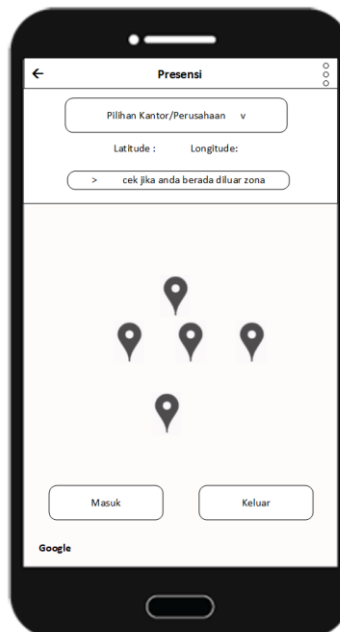 ←
Presensi
Pilihan Kantor/Perusahaan v
Latitude : Longitude:
> cek jika anda berada diluar zona
Masuk Keluar
Google